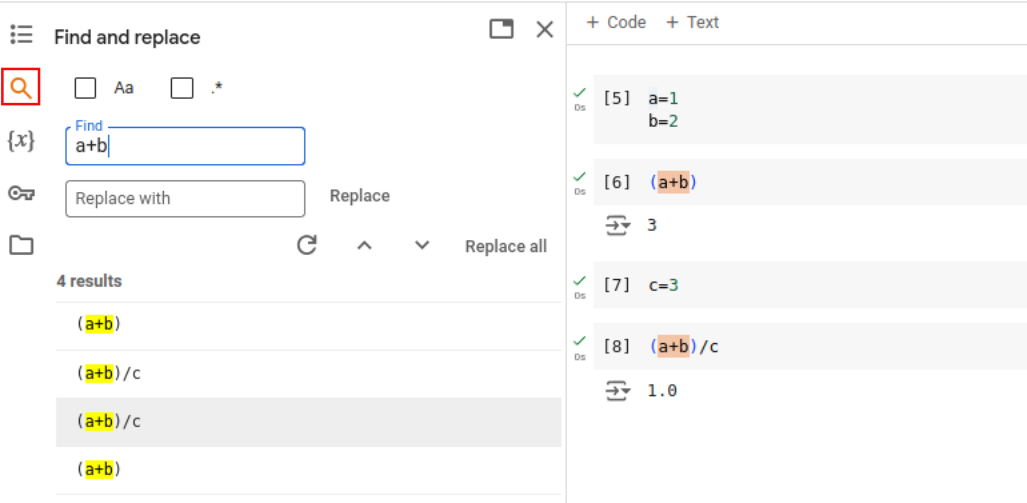 Find and replace
Aa
.*
{x}
Find
a+b
Replace with
Replace
Replace all
4 results
(a+b)
(a+b)/c
(a+b)/c
(a+b)
+ Code + Text
0s
[5] a=1
b=2
0s
[6] (a+b)
3
0s
[7] c=3
0s
[8] (a+b)/c
1.0